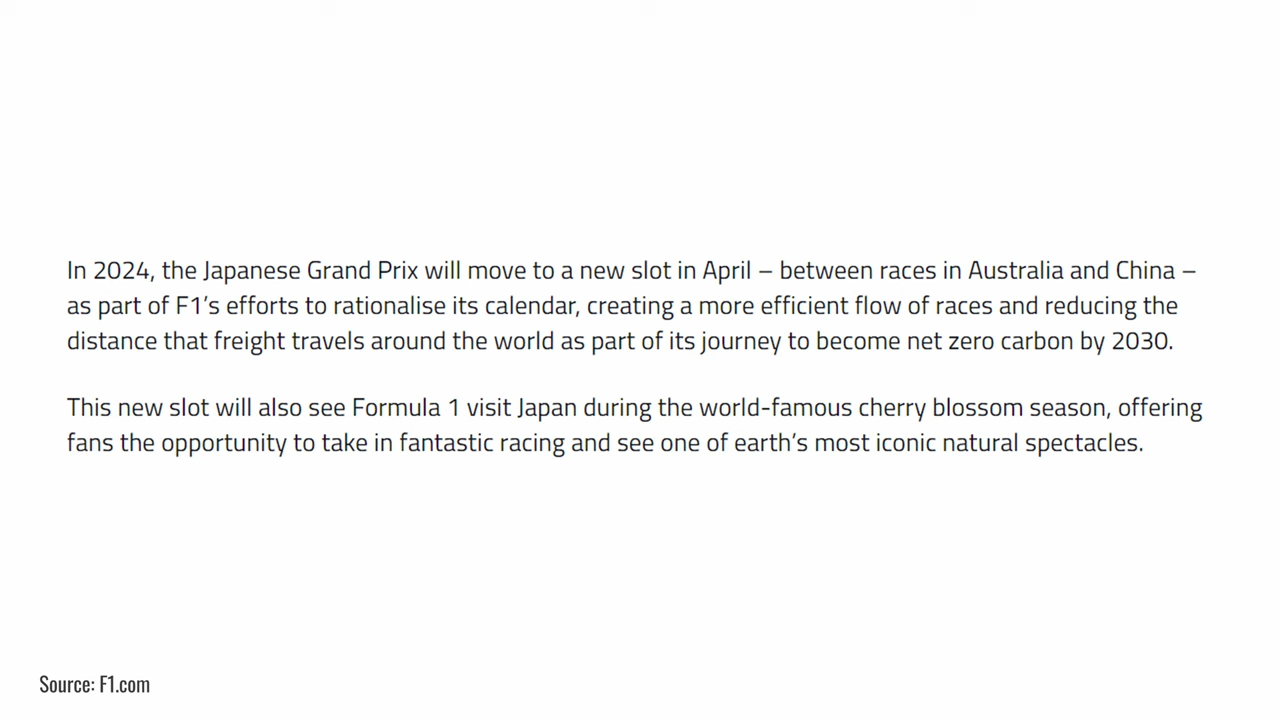 In 2024, the Japanese Grand Prix will move to a new slot in April – between races in Australia and China –
as part of F1’s efforts to rationalise its calendar, creating a more efficient flow of races and reducing the
distance that freight travels around the world as part of its journey to become net zero carbon by 2030.
This new slot will also see Formula 1 visit Japan during the world-famous cherry blossom season, offering
fans the opportunity to take in fantastic racing and see one of earth’s most iconic natural spectacles.
Source: F1.com